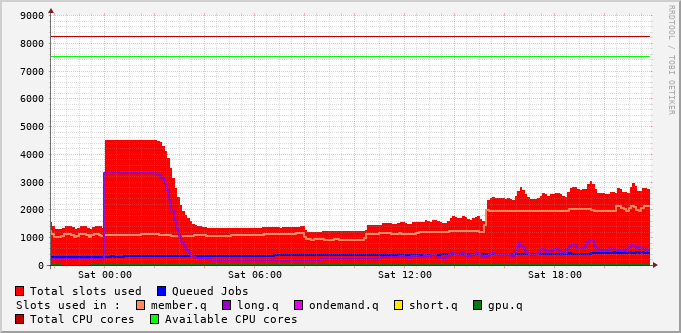 9000
8000
7000
6000
5000
4000
3000
2000
1000
0
Sat 00:00 Sat 06:00 Sat 12:00 Sat 18:00
RRDTOOL / TOBI OETIKER
Total slots used Queued Jobs
Slots used in : member.q long.q ondemand.q short.q gpu.q
Total CPU cores Available CPU cores